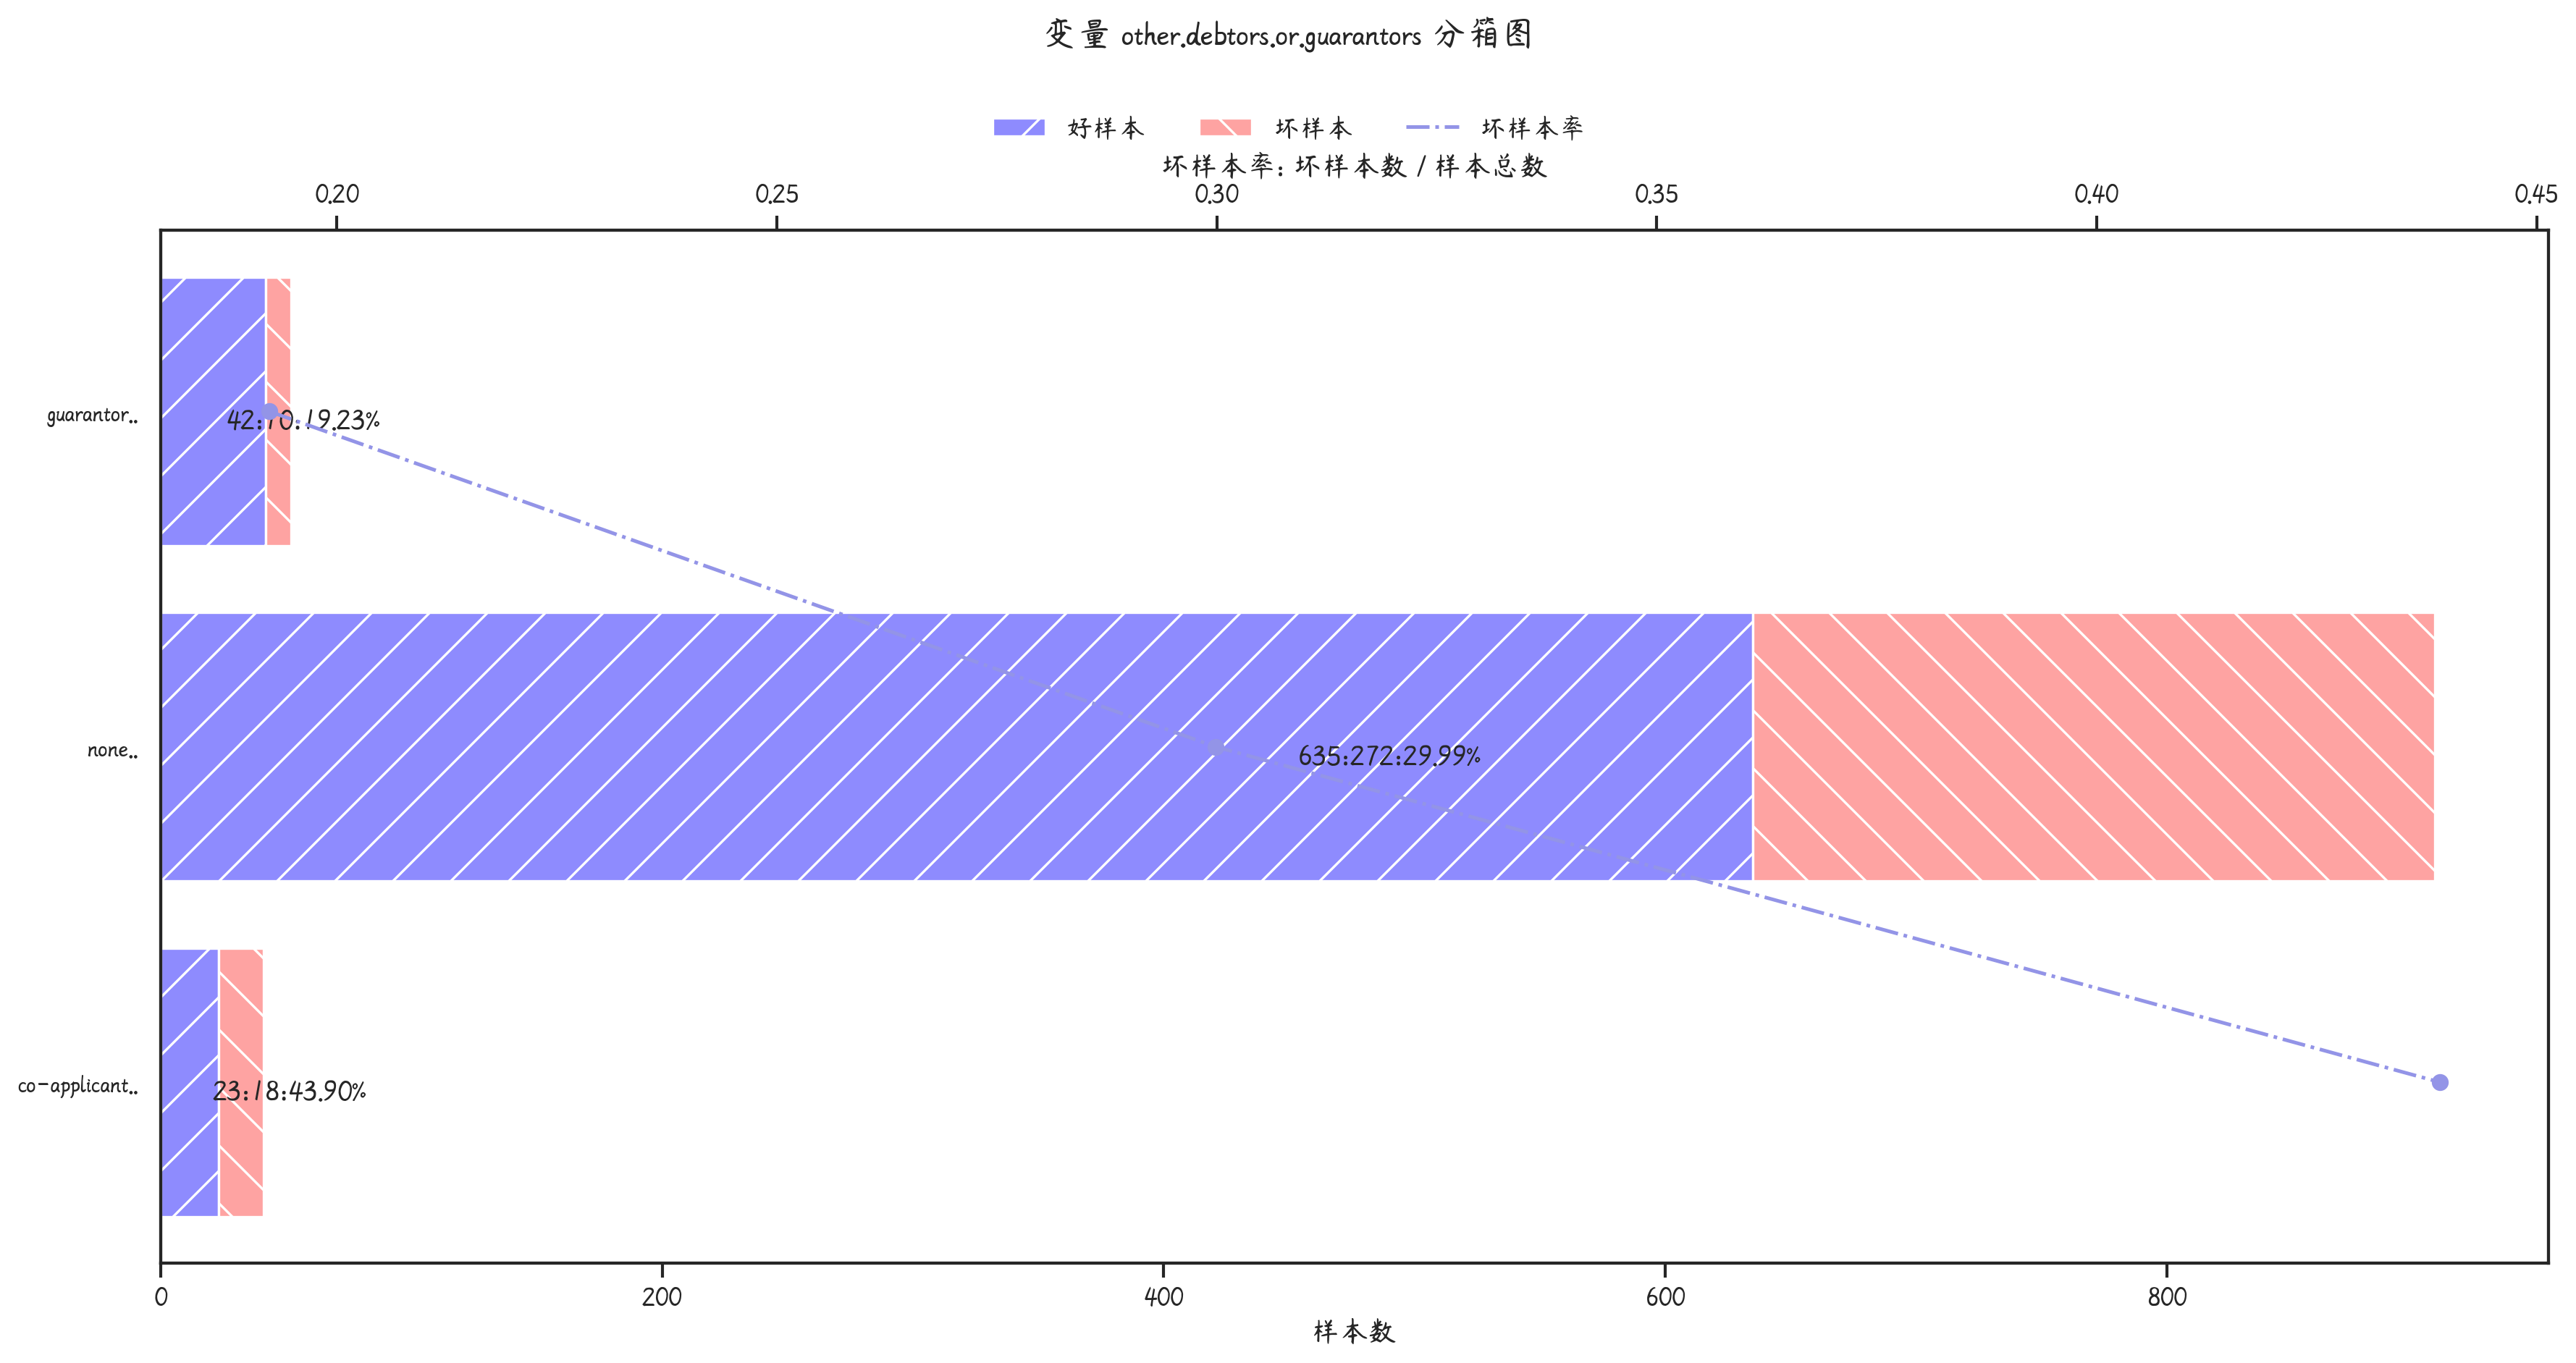 变量 other.debtors.or.guarantors 分箱图
好样本 坏样本 坏样本率
坏样本率: 坏样本数 / 样本总数
0.20 0.25 0.30 0.35 0.40 0.45
guarantor..
42:10:19.23%
none..
635:272:29.99%
co-applicant..
23:18:43.90%
0 200 400 600 800
样本数